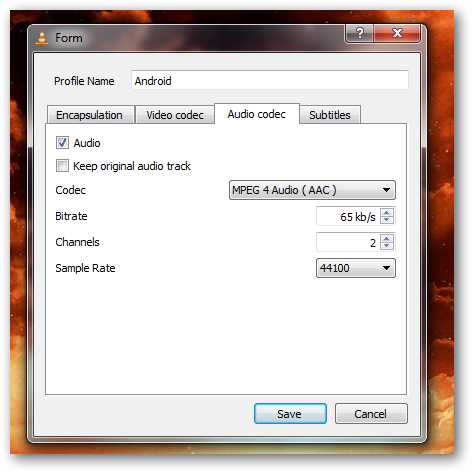 Form
Profile Name Android
Encapsulation Video codec Audio codec Subtitles
Audio
Keep original audio track
Codec MPEG 4 Audio ( AAC )
Bitrate 65 kb/s
Channels 2
Sample Rate 44100
Save Cancel